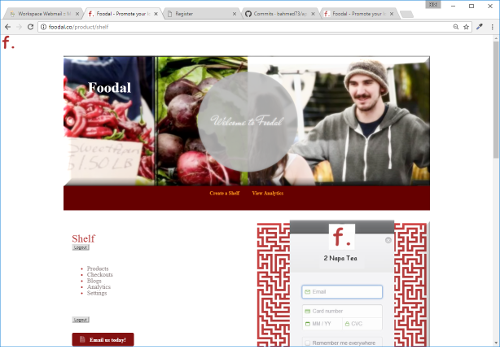 Workspace Webmail
Foodal - Promote your
Register
Commits · bahmed78/
Foodal - Promote your
foodal.co/product/shelf
f.
Foodal
$1.50 LB
Welcome to Foodal
Create a Shelf View Analytics
Shelf
Logout
Products
Checkouts
Blogs
Analytics
Settings
Logout
Email us today!
f.
2 Napa Tea
Email
Card number
MM / YY CVC
Remember me everywhere